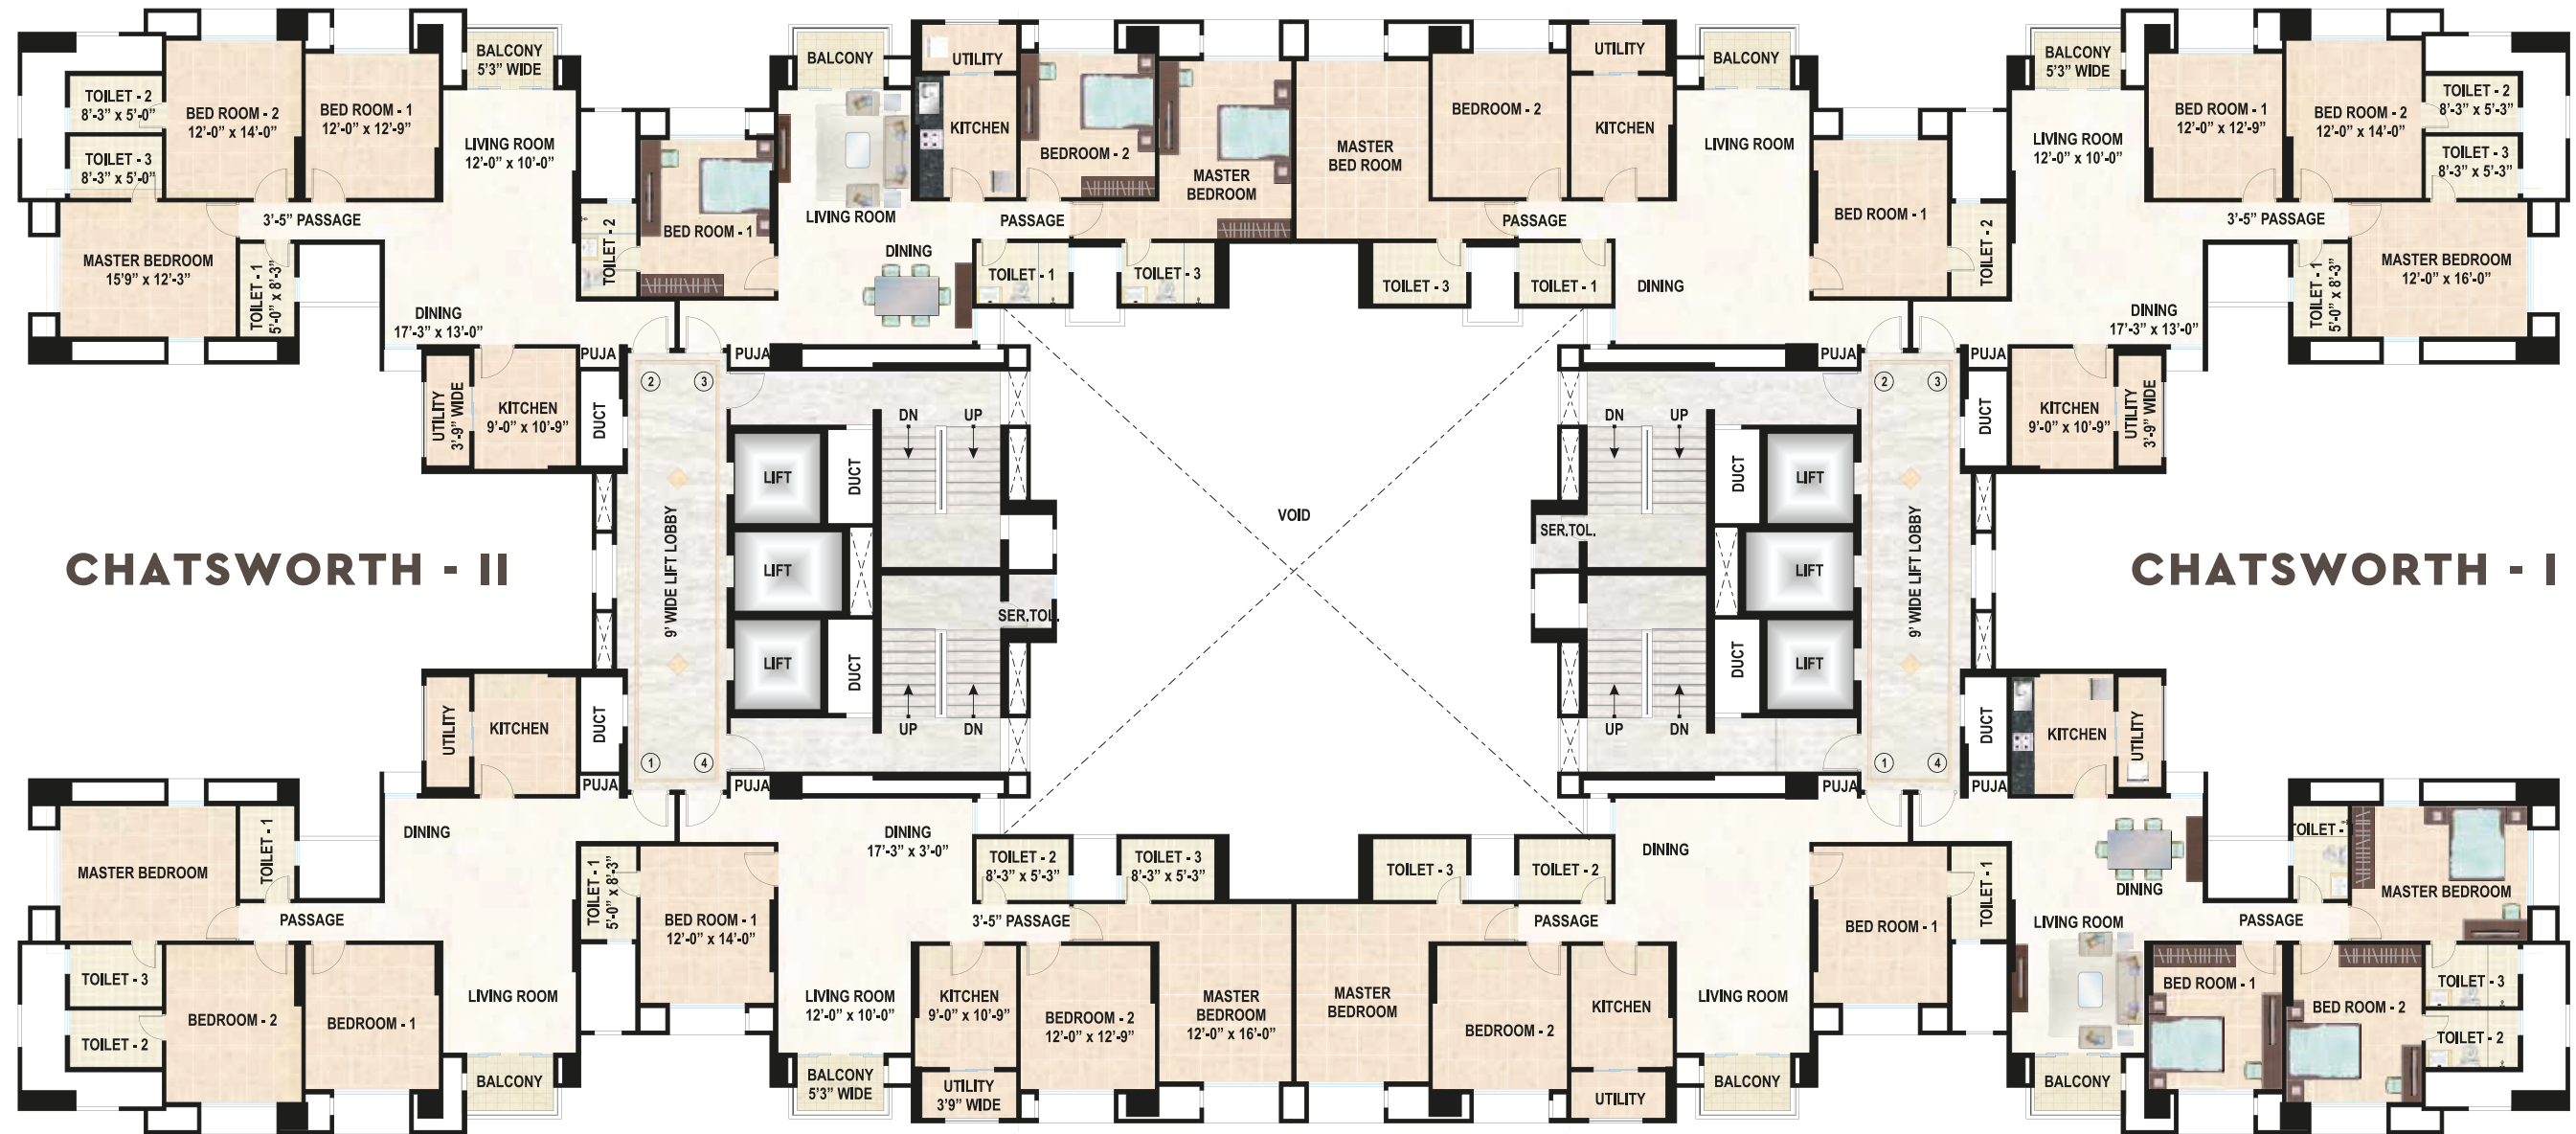 TOILET - 2
8'-3” x 5'-0”
TOILET - 3
8'-3” x 5'-0”
BED ROOM - 2
12'-0” x 14'-0”
BED ROOM - 1
12'-0” x 12'-9”
BALCONY
5'3” WIDE
LIVING ROOM
12'-0” x 10'-0”
3'-5” PASSAGE
MASTER BEDROOM
15'9” x 12'-3”
TOILET - 1
5'-0” x 8'-3”
DINING
17'-3” x 13'-0”
UTILITY
3'-9” WIDE
KITCHEN
9'-0” x 10'-9”
PUJA
DUCT
TOILET - 2
BED ROOM - 1
BALCONY
LIVING ROOM
DINING
UTILITY
KITCHEN
BEDROOM - 2
MASTER
BEDROOM
PASSAGE
TOILET - 1
TOILET - 3
PUJA
MASTER
BED ROOM
BEDROOM - 2
UTILITY
KITCHEN
BALCONY
LIVING ROOM
PASSAGE
TOILET - 3
TOILET - 1
DINING
BED ROOM - 1
TOILET - 2
PUJA
BALCONY
5'3” WIDE
LIVING ROOM
12'-0” x 10'-0”
BED ROOM - 1
12'-0” x 12'-9”
BED ROOM - 2
12'-0” x 14'-0”
TOILET - 2
8'-3” x 5'-3”
TOILET - 3
8'-3” x 5'-3”
3'-5” PASSAGE
MASTER BEDROOM
12'-0” x 16'-0”
TOILET - 1
5'-0” x 8'-3”
DINING
17'-3” x 13'-0”
PUJA
DUCT
KITCHEN
9'-0” x 10'-9”
UTILITY
3'-9” WIDE
2
3
DN
UP
LIFT
DUCT
LIFT
9' WIDE LIFT LOBBY
SER.TOL.
LIFT
DUCT
UP
DN
1
4
VOID
DN
UP
2
3
DUCT
LIFT
SER.TOL.
LIFT
9' WIDE LIFT LOBBY
DUCT
LIFT
UP
DN
1
4
CHATSWORTH - II
CHATSWORTH - I
UTILITY
KITCHEN
DUCT
PUJA
DINING
MASTER BEDROOM
TOILET - 1
PASSAGE
TOILET - 3
TOILET - 2
BEDROOM - 2
BEDROOM - 1
LIVING ROOM
BALCONY
PUJA
DINING
17'-3” x 3'-0”
TOILET - 1
5'-0” x 8'-3”
BED ROOM - 1
12'-0” x 14'-0”
TOILET - 2
8'-3” x 5'-3”
TOILET - 3
8'-3” x 5'-3”
3'-5” PASSAGE
LIVING ROOM
12'-0” x 10'-0”
KITCHEN
9'-0” x 10'-9”
BEDROOM - 2
12'-0” x 12'-9”
MASTER
BEDROOM
12'-0” x 16'-0”
BALCONY
5'3” WIDE
UTILITY
3'9” WIDE
TOILET - 3
TOILET - 2
PASSAGE
MASTER
BEDROOM
BEDROOM - 2
KITCHEN
UTILITY
DINING
LIVING ROOM
BALCONY
PUJA
BED ROOM - 1
TOILET - 1
DUCT
KITCHEN
UTILITY
PUJA
DINING
LIVING ROOM
BALCONY
TOILET -
MASTER BEDROOM
PASSAGE
BED ROOM - 1
BED ROOM - 2
TOILET - 3
TOILET - 2